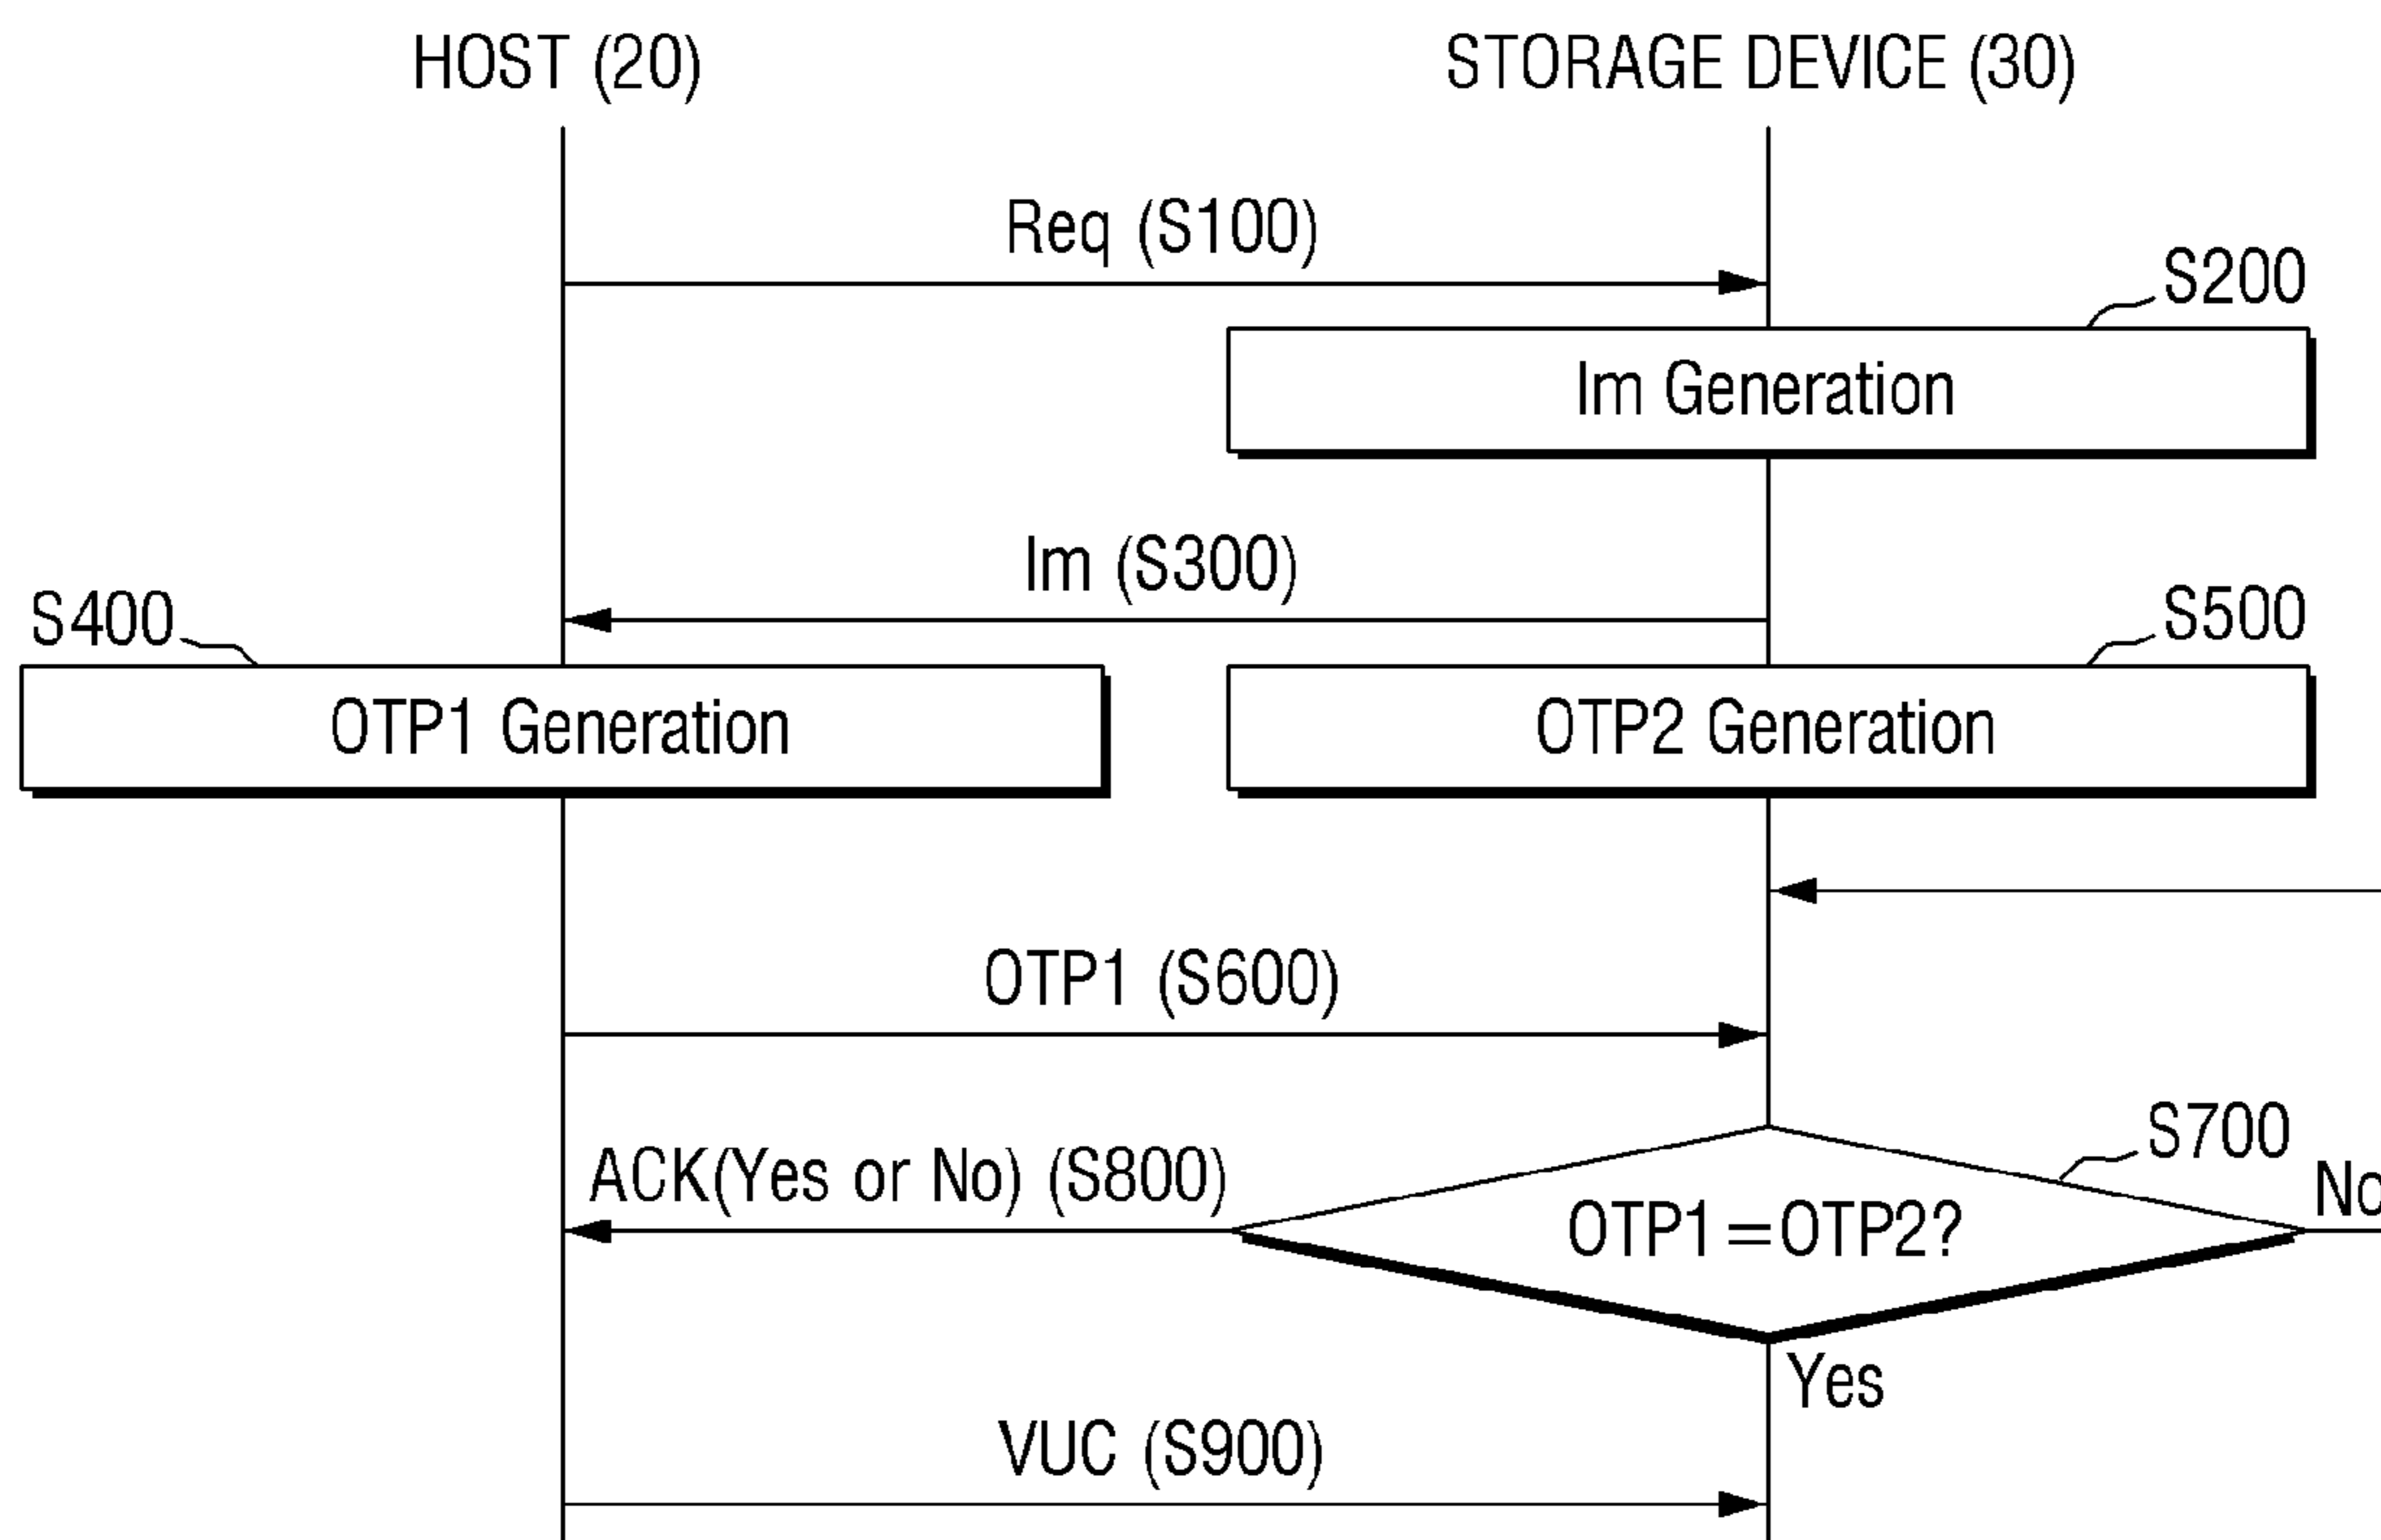 HOST (20)
STORAGE DEVICE (30)
Req (S100)
S200
Im Generation
Im (S300)
S400
S500
OTP1 Generation
OTP2 Generation
OTP1 (S600)
S700
ACK(Yes or No) (S800)
No
OTP1=OTP2?
Yes
VUC (S900)